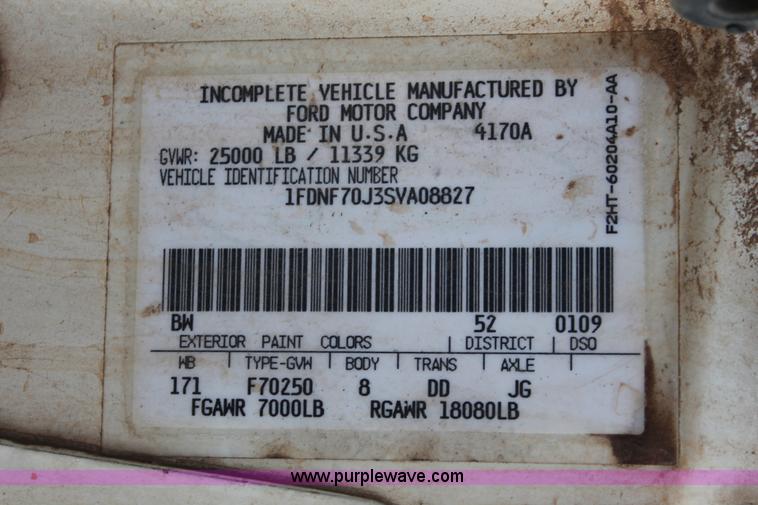 INCOMPLETE VEHICLE MANUFACTURED BY
FORD MOTOR COMPANY
MADE IN U.S.A 4170A
GVWR: 25000 LB / 11339 KG
VEHICLE IDENTIFICATION NUMBER
1FDNF70J3SVA08827
BW 52 0109
EXTERIOR PAINT COLORS | DISTRICT | DSO
WB | TYPE-GVW | BODY | TRANS | AXLE |
171 F70250 8 DD JG
FGAWR 7000LB RGAWR 18080LB
F2HT-60204A10-AA
www.purplewave.com